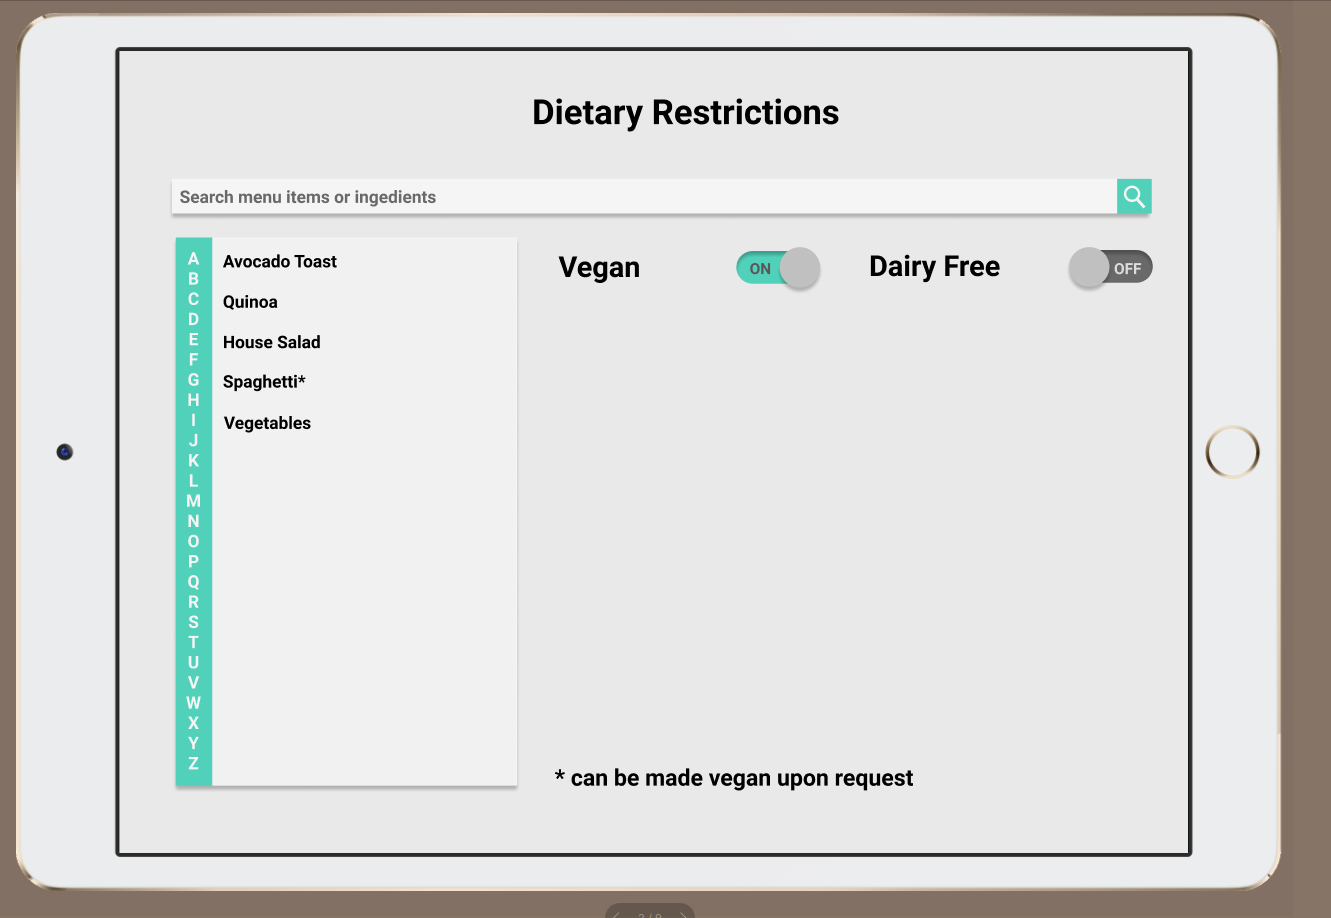 Dietary Restrictions
Search menu items or ingedients
A
B
C
D
E
F
G
H
I
J
K
L
M
N
O
P
Q
R
S
T
U
V
W
X
Y
Z
Avocado Toast
Quinoa
House Salad
Spaghetti*
Vegetables
Vegan
ON
Dairy Free
OFF
* can be made vegan upon request